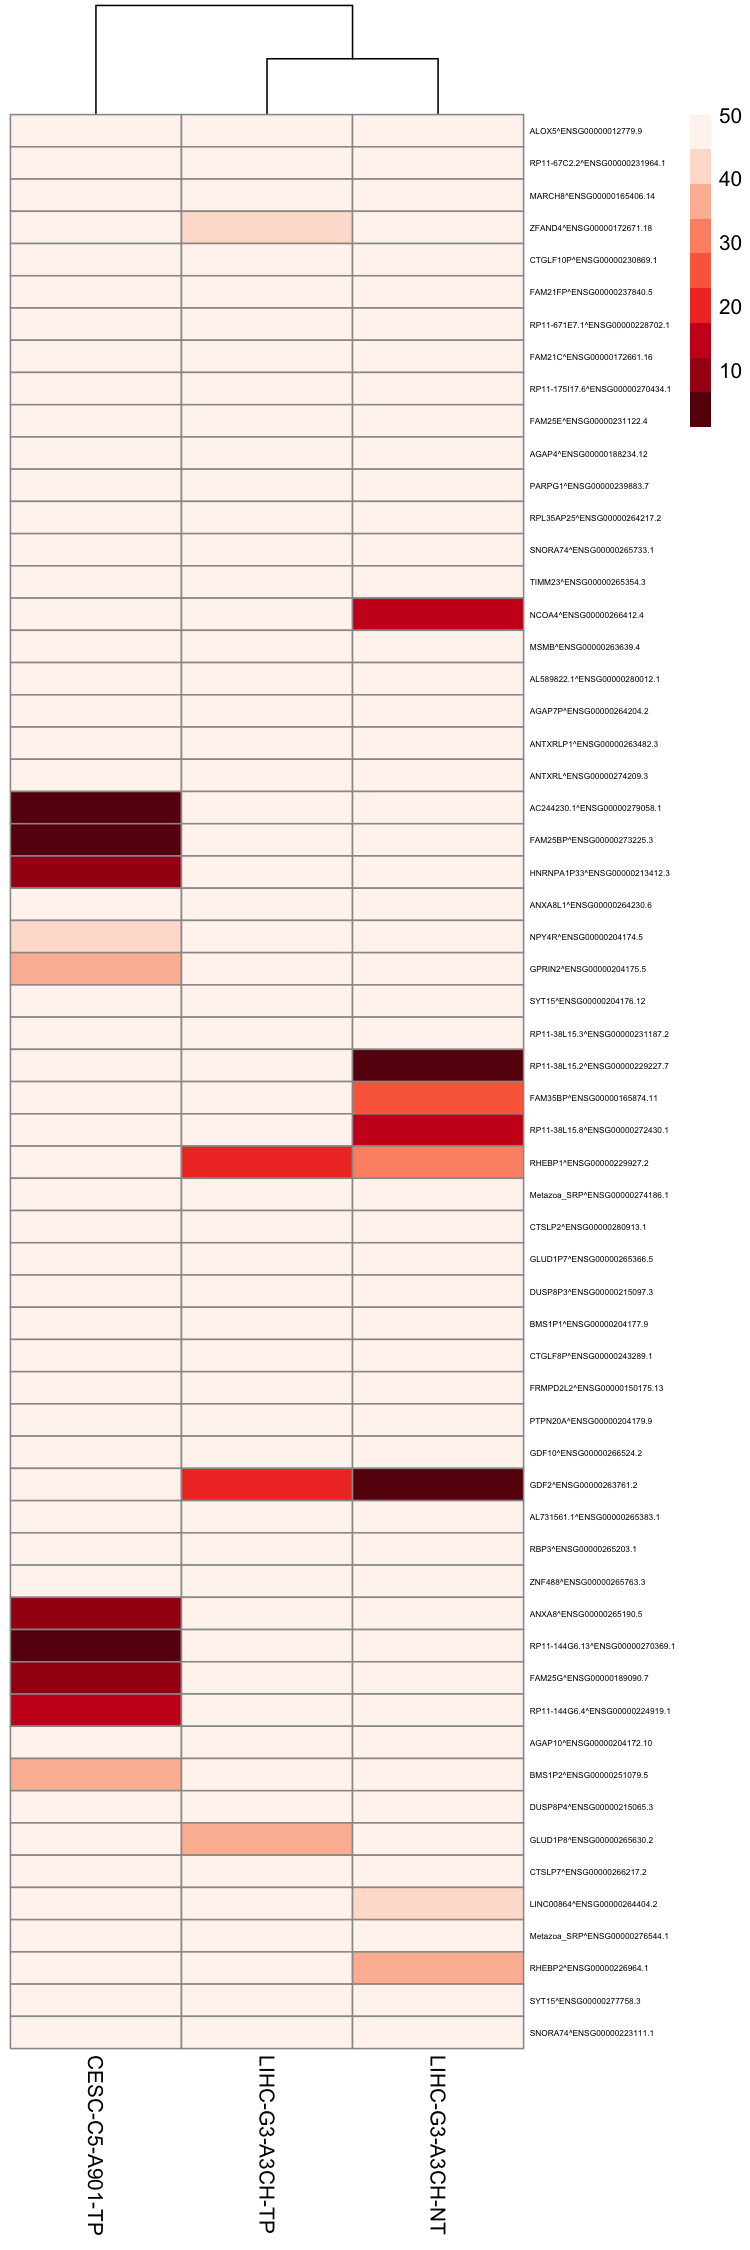 50
40
30
20
10
ALOX5^ENSG00000012779.9
RP11-67C2.2^ENSG00000231964.1
MARCH8^ENSG00000165406.14
ZFAND4^ENSG00000172671.18
CTGLF10P^ENSG00000230869.1
FAM21FP^ENSG00000237840.5
RP11-671E7.1^ENSG00000228702.1
FAM21C^ENSG00000172661.16
RP11-175I17.6^ENSG00000270434.1
FAM25E^ENSG00000231122.4
AGAP4^ENSG00000188234.12
PARPG1^ENSG00000239883.7
RPL35AP25^ENSG00000264217.2
SNORA74^ENSG00000265733.1
TIMM23^ENSG00000265354.3
NCOA4^ENSG00000266412.4
MSMB^ENSG00000263639.4
AL589822.1^ENSG00000280012.1
AGAP7P^ENSG00000264204.2
ANTXRLP1^ENSG00000263482.3
ANTXRL^ENSG00000274209.3
AC244230.1^ENSG00000279058.1
FAM25BP^ENSG00000273225.3
HNRNPA1P33^ENSG00000213412.3
ANXA8L1^ENSG00000264230.6
NPY4R^ENSG00000204174.5
GPRIN2^ENSG00000204175.5
SYT15^ENSG00000204176.12
RP11-38L15.3^ENSG00000231187.2
RP11-38L15.2^ENSG00000229227.7
FAM35BP^ENSG00000165874.11
RP11-38L15.8^ENSG00000272430.1
RHEBP1^ENSG00000229927.2
Metazoa_SRP^ENSG00000274186.1
CTSLP2^ENSG00000280913.1
GLUD1P7^ENSG00000265366.5
DUSP8P3^ENSG00000215097.3
BMS1P1^ENSG00000204177.9
CTGLF8P^ENSG00000243289.1
FRMPD2L2^ENSG00000150175.13
PTPN20A^ENSG00000204179.9
GDF10^ENSG00000266524.2
GDF2^ENSG00000263761.2
AL731561.1^ENSG00000265383.1
RBP3^ENSG00000265203.1
ZNF488^ENSG00000265763.3
ANXA8^ENSG00000265190.5
RP11-144G6.13^ENSG00000270369.1
FAM25G^ENSG00000189090.7
RP11-144G6.4^ENSG00000224919.1
AGAP10^ENSG00000204172.10
BMS1P2^ENSG00000251079.5
DUSP8P4^ENSG00000215065.3
GLUD1P8^ENSG00000265630.2
CTSLP7^ENSG00000266217.2
LINC00864^ENSG00000264404.2
Metazoa_SRP^ENSG00000276544.1
RHEBP2^ENSG00000226964.1
SYT15^ENSG00000277758.3
SNORA74^ENSG00000223111.1
CESC-C5-A901-TP
LIHC-G3-A3CH-TP
LIHC-G3-A3CH-NT